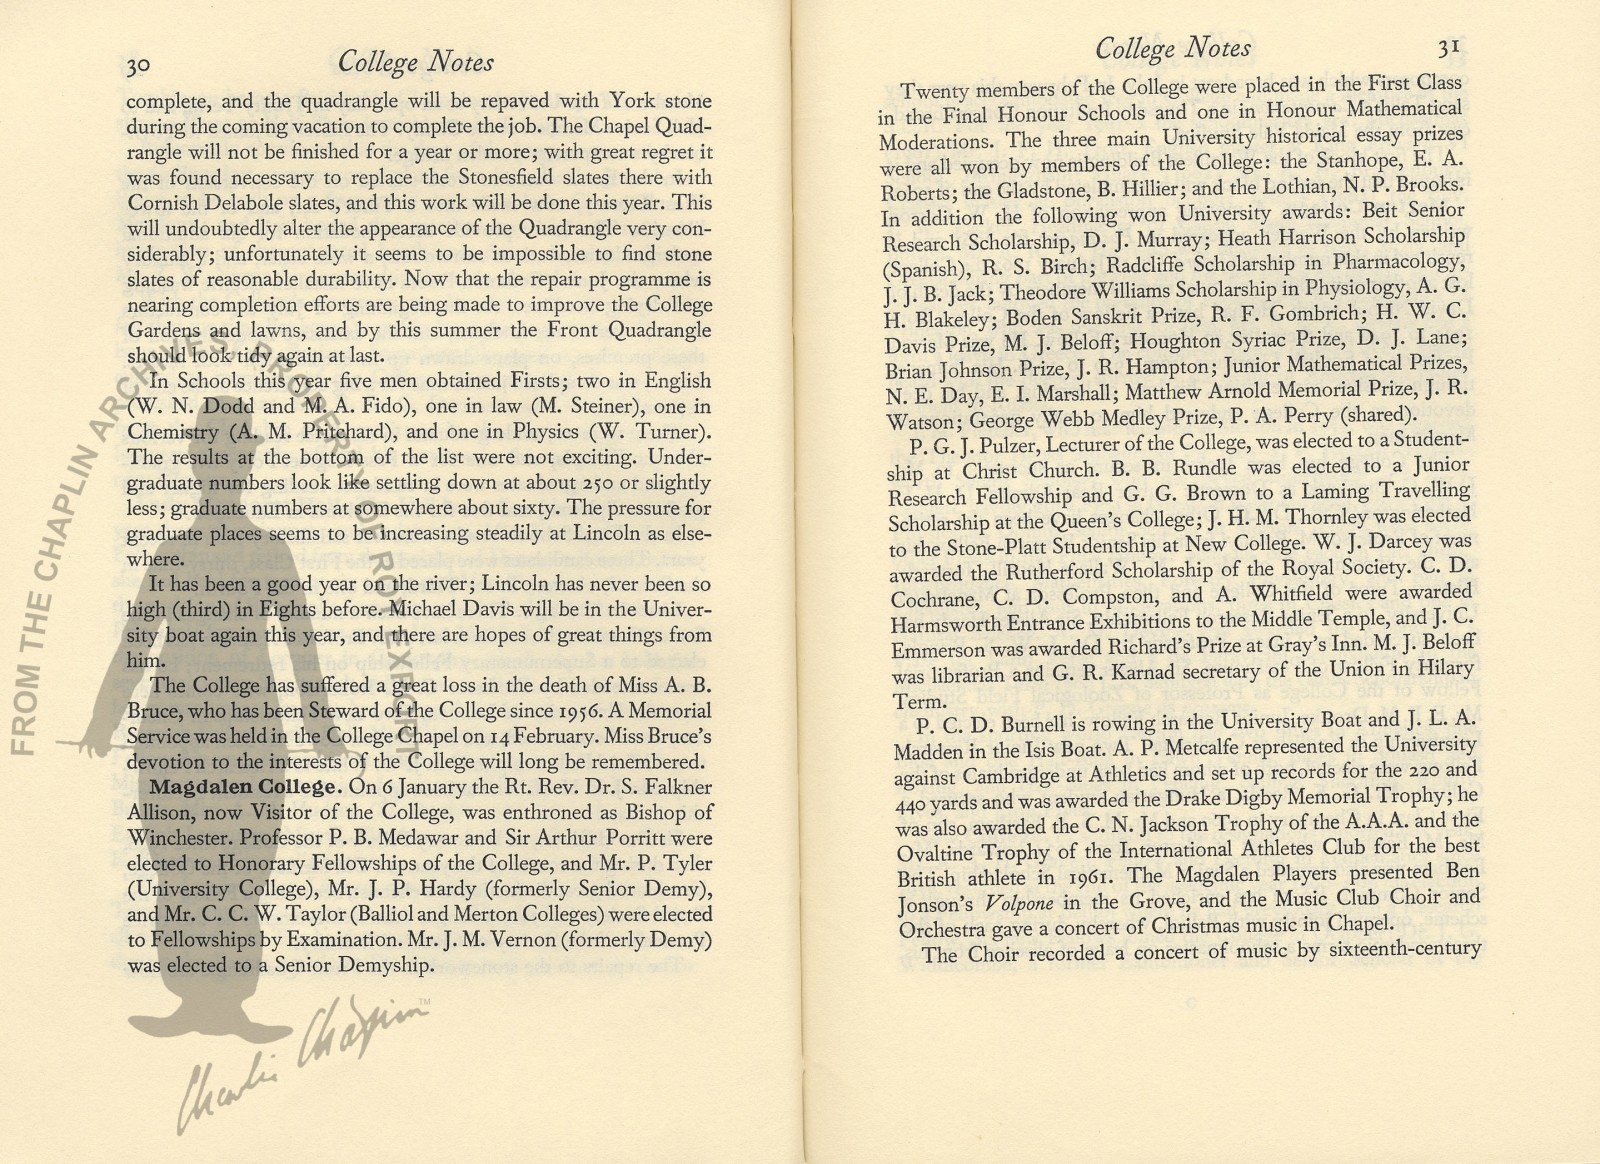 30
College Notes
complete, and the quadrangle will be repaved with York stone
during the coming vacation to complete the job. The Chapel Quad-
rangle will not be finished for a year or more; with great regret it
was found necessary to replace the Stonesfield slates there with
Cornish Delabole slates, and this work will be done this year. This
will undoubtedly alter the appearance of the Quadrangle very con-
siderably; unfortunately it seems to be impossible to find stone
slates of reasonable durability. Now that the repair programme is
nearing completion efforts are being made to improve the College
Gardens and lawns, and by this summer the Front Quadrangle
should look tidy again at last.
In Schools this year five men obtained Firsts; two in English
(W. N. Dodd and M. A. Fido), one in law (M. Steiner), one in
Chemistry (A. M. Pritchard), and one in Physics (W. Turner).
The results at the bottom of the list were not exciting. Under-
graduate numbers look like settling down at about 250 or slightly
less; graduate numbers at somewhere about sixty. The pressure for
graduate places seems to be increasing steadily at Lincoln as else-
where.
It has been a good year on the river; Lincoln has never been so
high (third) in Eights before. Michael Davis will be in the Univer-
sity boat again this year, and there are hopes of great things from
him.
The College has suffered a great loss in the death of Miss A. B.
Bruce, who has been Steward of the College since 1956. A Memorial
Service was held in the College Chapel on 14 February. Miss Bruce's
devotion to the interests of the College will long be remembered.
Magdalen College. On 6 January the Rt. Rev. Dr. S. Falkner
Allison, now Visitor of the College, was enthroned as Bishop of
Winchester. Professor P. B. Medawar and Sir Arthur Porritt were
elected to Honorary Fellowships of the College, and Mr. P. Tyler
(University College), Mr. J. P. Hardy (formerly Senior Demy),
and Mr. C. C. W. Taylor (Balliol and Merton Colleges) were elected
to Fellowships by Examination. Mr. J. M. Vernon (formerly Demy)
was elected to a Senior Demyship.
FROM THE CHAPLIN ARCHIVES, PROPERTY OF ROY EXPORT
Charlie Chaplin™
College Notes
31
Twenty members of the College were placed in the First Class
in the Final Honour Schools and one in Honour Mathematical
Moderations. The three main University historical essay prizes
were all won by members of the College: the Stanhope, E. A.
Roberts; the Gladstone, B. Hillier; and the Lothian, N. P. Brooks.
In addition the following won University awards: Beit Senior
Research Scholarship, D. J. Murray; Heath Harrison Scholarship
(Spanish), R. S. Birch; Radcliffe Scholarship in Pharmacology,
J. J. B. Jack; Theodore Williams Scholarship in Physiology, A. G.
H. Blakeley; Boden Sanskrit Prize, R. F. Gombrich; H. W. C.
Davis Prize, M. J. Beloff; Houghton Syriac Prize, D. J. Lane;
Brian Johnson Prize, J. R. Hampton; Junior Mathematical Prizes,
N. E. Day, E. I. Marshall; Matthew Arnold Memorial Prize, J. R.
Watson; George Webb Medley Prize, P. A. Perry (shared).
P. G. J. Pulzer, Lecturer of the College, was elected to a Student-
ship at Christ Church. B. B. Rundle was elected to a Junior
Research Fellowship and G. G. Brown to a Laming Travelling
Scholarship at the Queen's College; J. H. M. Thornley was elected
to the Stone-Platt Studentship at New College. W. J. Darcey was
awarded the Rutherford Scholarship of the Royal Society. C. D.
Cochrane, C. D. Compston, and A. Whitfield were awarded
Harmsworth Entrance Exhibitions to the Middle Temple, and J. C.
Emmerson was awarded Richard's Prize at Gray's Inn. M. J. Beloff
was librarian and G. R. Karnad secretary of the Union in Hilary
Term.
P. C. D. Burnell is rowing in the University Boat and J. L. A.
Madden in the Isis Boat. A. P. Metcalfe represented the University
against Cambridge at Athletics and set up records for the 220 and
440 yards and was awarded the Drake Digby Memorial Trophy; he
was also awarded the C. N. Jackson Trophy of the A.A.A. and the
Ovaltine Trophy of the International Athletes Club for the best
British athlete in 1961. The Magdalen Players presented Ben
Jonson's Volpone in the Grove, and the Music Club Choir and
Orchestra gave a concert of Christmas music in Chapel.
The Choir recorded a concert of music by sixteenth-century